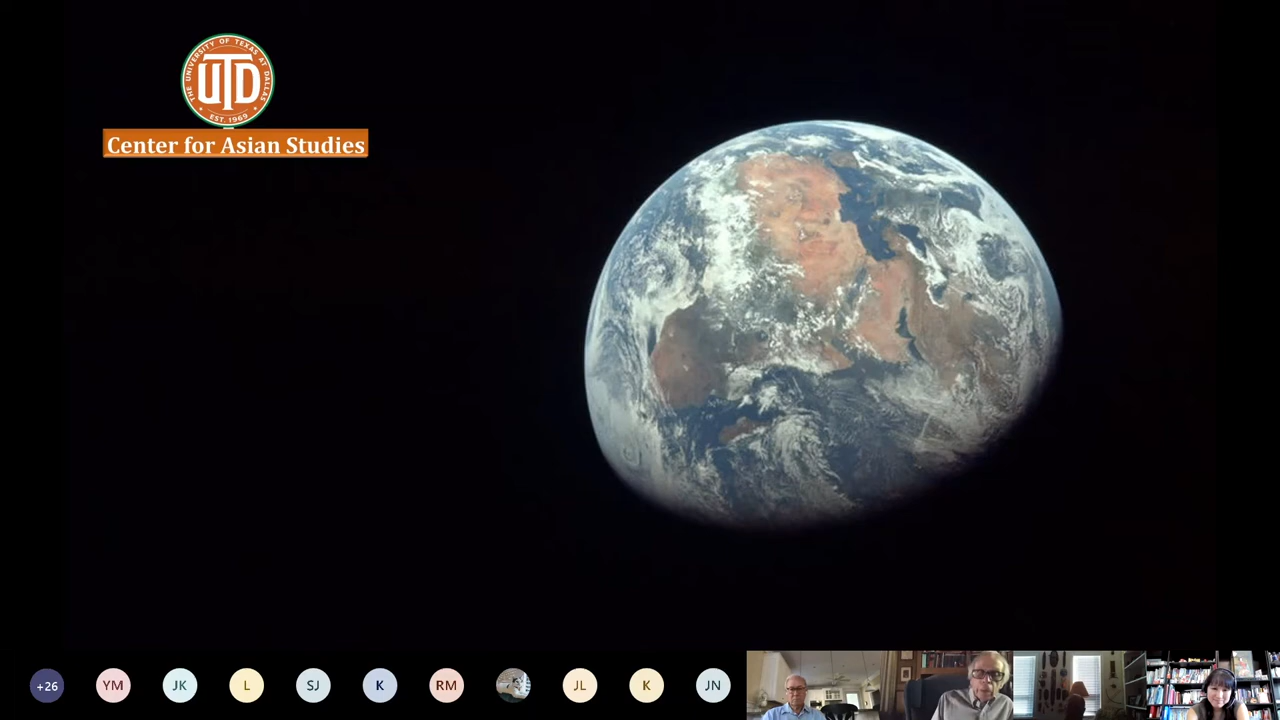 THE UNIVERSITY OF TEXAS AT DALLAS
UTD
EST. 1969
Center for Asian Studies
+26
YM
JK
L
SJ
K
RM
JL
K
JN